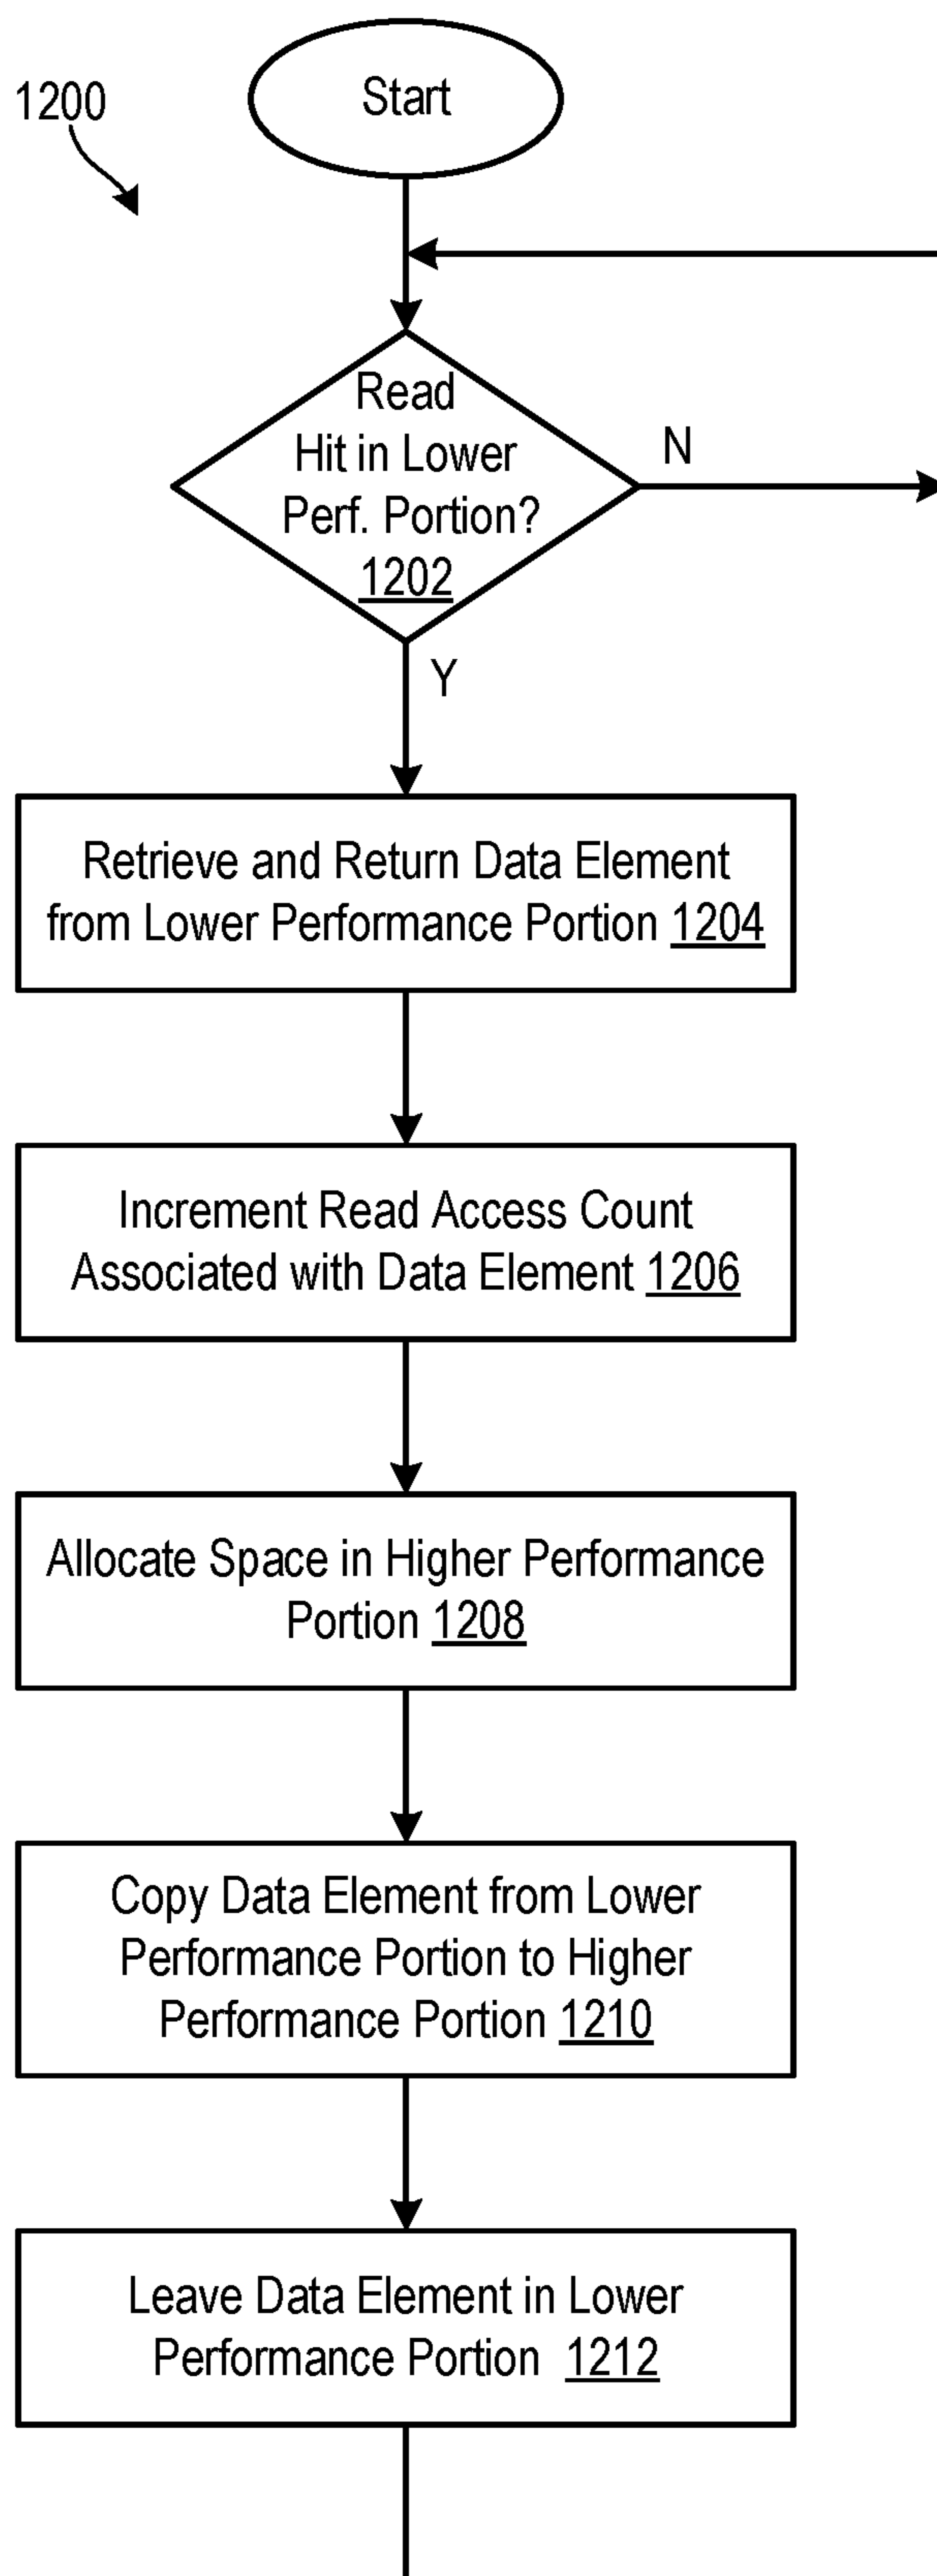 Start
1200
Read
Hit in Lower
Perf. Portion?
1202
N
Y
Retrieve and Return Data Element
from Lower Performance Portion 1204
Increment Read Access Count
Associated with Data Element 1206
Allocate Space in Higher Performance
Portion 1208
Copy Data Element from Lower
Performance Portion to Higher
Performance Portion 1210
Leave Data Element in Lower
Performance Portion 1212